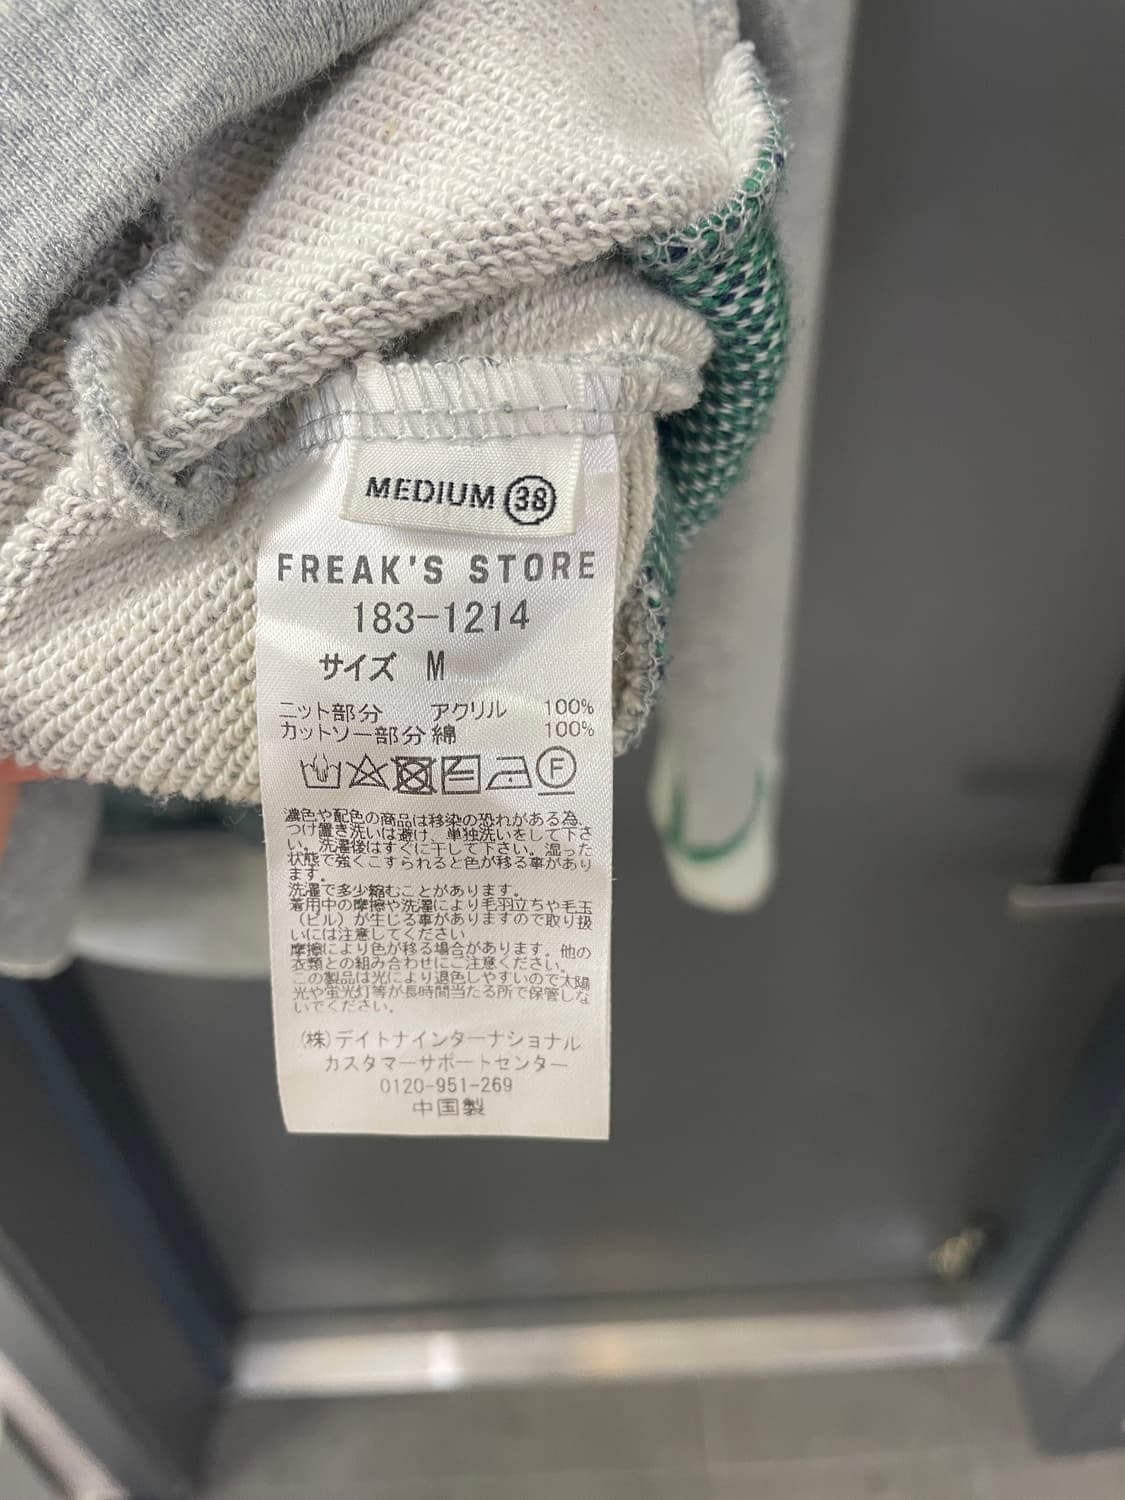 MEDIUM 38
FREAK'S STORE
183-1214
サイズ M
ニット部分 アクリル 100%
カットソー部分 綿 100%
F
濃色や配色の商品は移染の恐れがある為、
つけ置き洗いは避け、単独洗いをして下さ
い。洗濯後はすぐに干して下さい。湿った
状態で強くこすられると色が移る事があり
ます。
洗濯で多少縮むことがあります。
着用中の摩擦や洗濯により毛羽立ちや毛玉
(ピル)が生じる事がありますので取り扱
いには注意してください
摩擦により色が移る場合があります。他の
衣類との組み合わせにご注意ください。
この製品は光により退色しやすいので太陽
光や蛍光灯等が長時間当たる所で保管しな
いでください。
(株)デイトナインターナショナル
カスタマーサポートセンター
0120-951-269
中国製